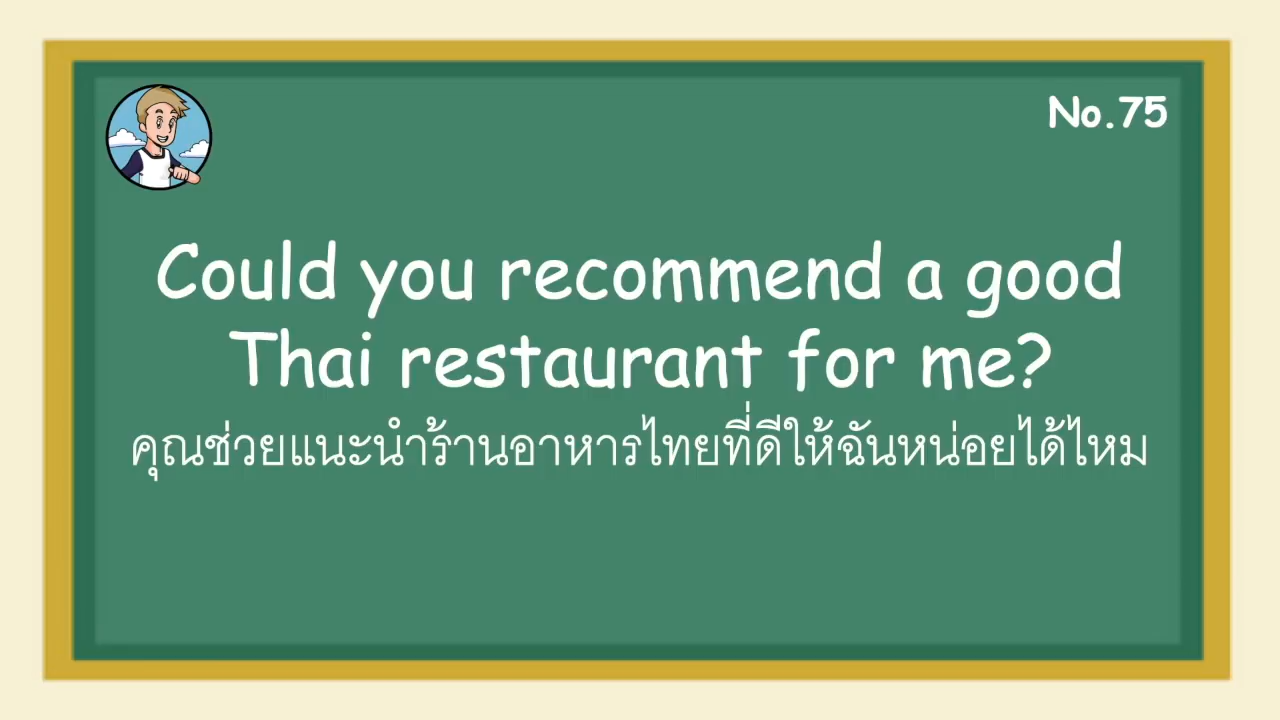 No.75
Could you recommend a good
Thai restaurant for me?
คุณช่วยแนะนำร้านอาหารไทยที่ดีให้ฉันหน่อยได้ไหม